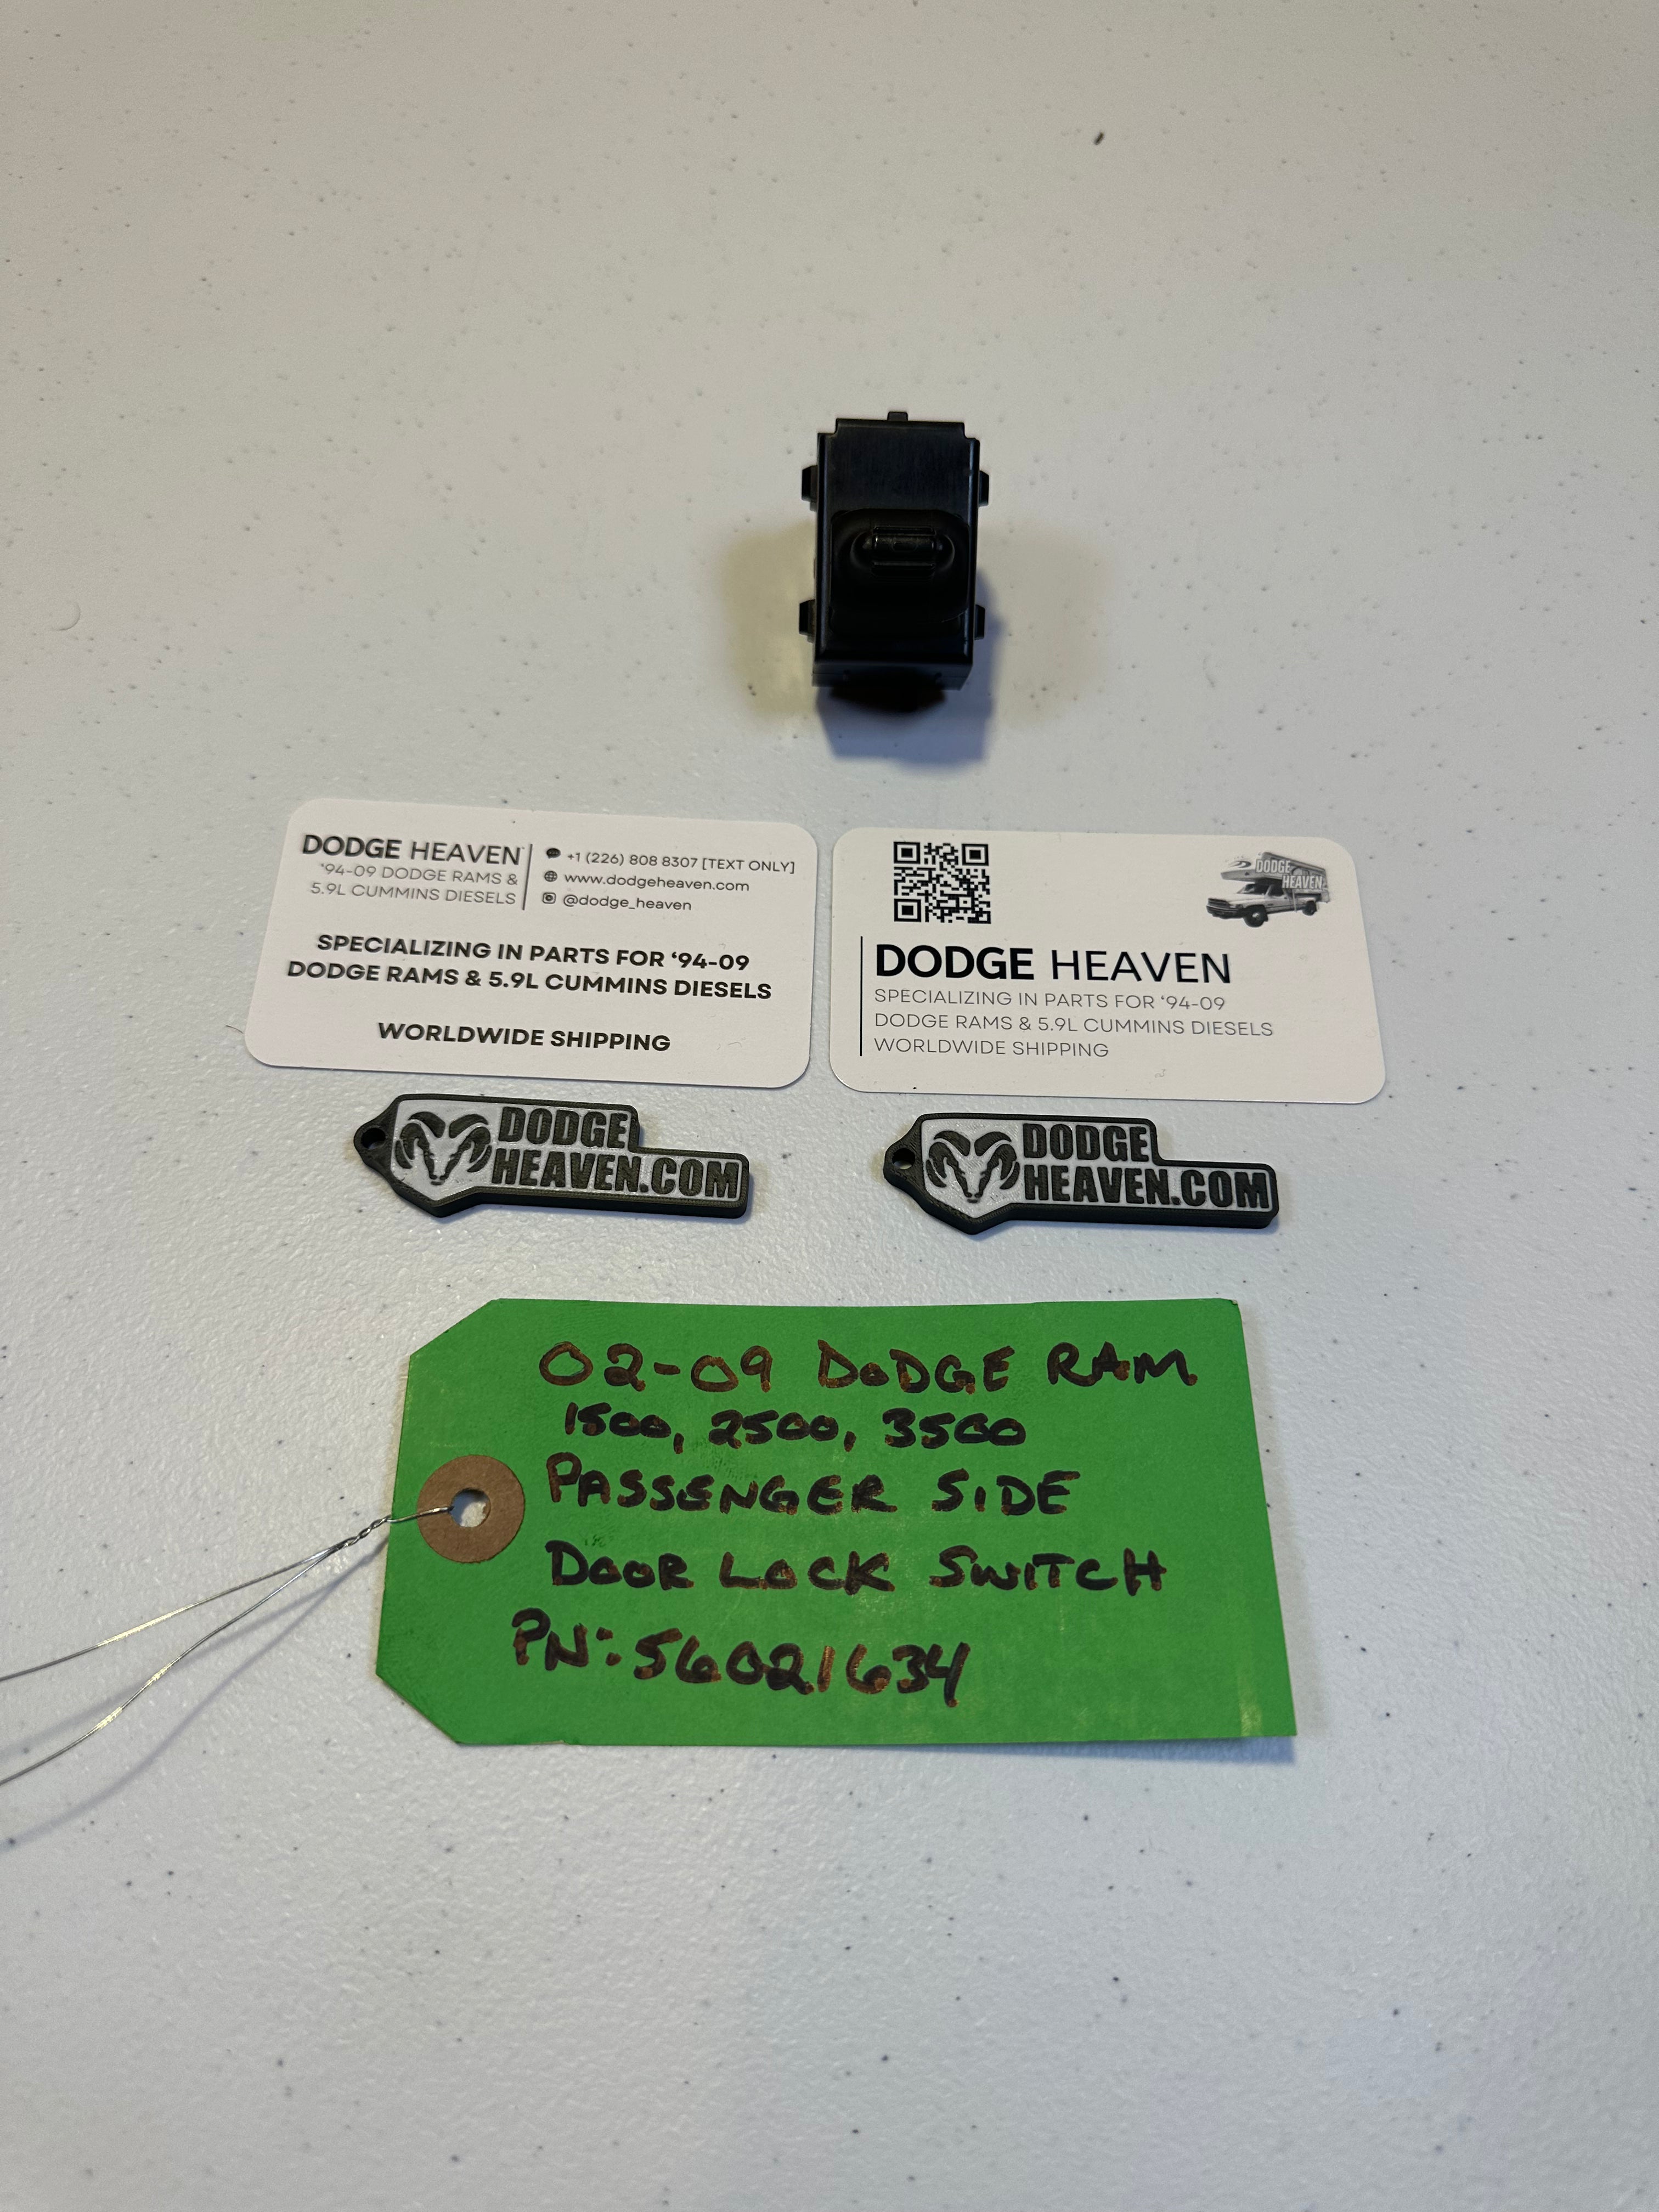 DODGE HEAVEN
'94-09 DODGE RAMS &
5.9L CUMMINS DIESELS
+1 (226) 808 8307 [TEXT ONLY]
www.dodgeheaven.com
@dodge_heaven
SPECIALIZING IN PARTS FOR '94-09
DODGE RAMS & 5.9L CUMMINS DIESELS
WORLDWIDE SHIPPING
DODGE
HEAVEN
DODGE HEAVEN
SPECIALIZING IN PARTS FOR '94-09
DODGE RAMS & 5.9L CUMMINS DIESELS
WORLDWIDE SHIPPING
DODGE
HEAVEN.COM
DODGE
HEAVEN.COM
02-09 DODGE RAM
1500, 2500, 3500
PASSENGER SIDE
DOOR LOCK SWITCH
PN: 56021634